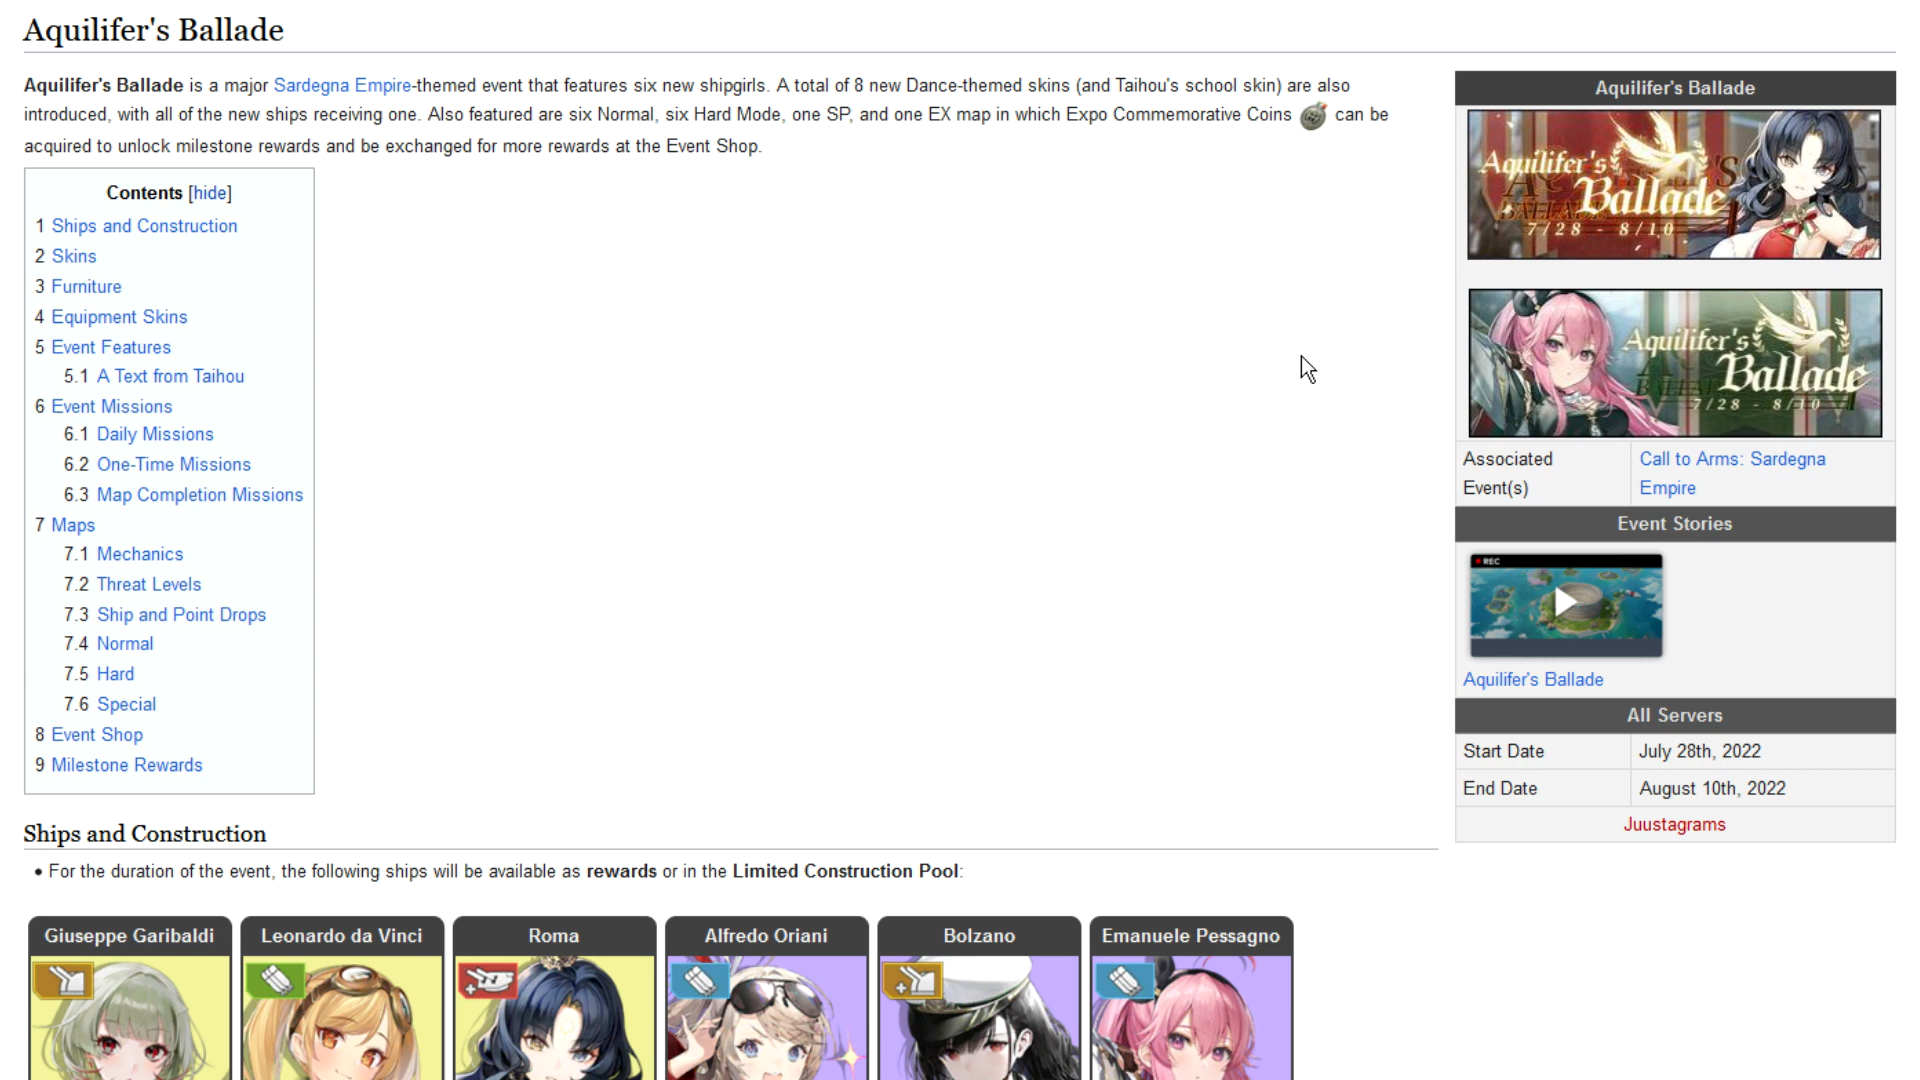 Aquilifer's Ballade
Aquilifer's Ballade is a major Sardegna Empire-themed event that features six new shipgirls. A total of 8 new Dance-themed skins (and Taihou's school skin) are also
introduced, with all of the new ships receiving one. Also featured are six Normal, six Hard Mode, one SP, and one EX map in which Expo Commemorative Coins can be
acquired to unlock milestone rewards and be exchanged for more rewards at the Event Shop.
Contents [hide]
1 Ships and Construction
2 Skins
3 Furniture
4 Equipment Skins
5 Event Features
5.1 A Text from Taihou
6 Event Missions
6.1 Daily Missions
6.2 One-Time Missions
6.3 Map Completion Missions
7 Maps
7.1 Mechanics
7.2 Threat Levels
7.3 Ship and Point Drops
7.4 Normal
7.5 Hard
7.6 Special
8 Event Shop
9 Milestone Rewards
Aquilifer's Ballade
Aquilifer's
Ballade
7/28 - 8/10
Aquilifer's
Ballade
7/28 - 8/10
Associated
Event(s)
Call to Arms: Sardegna
Empire
Event Stories
REC
Aquilifer's Ballade
All Servers
Start Date July 28th, 2022
End Date August 10th, 2022
Juustagrams
Ships and Construction
• For the duration of the event, the following ships will be available as rewards or in the Limited Construction Pool:
Giuseppe Garibaldi
Leonardo da Vinci
Roma
Alfredo Oriani
Bolzano
Emanuele Pessagno